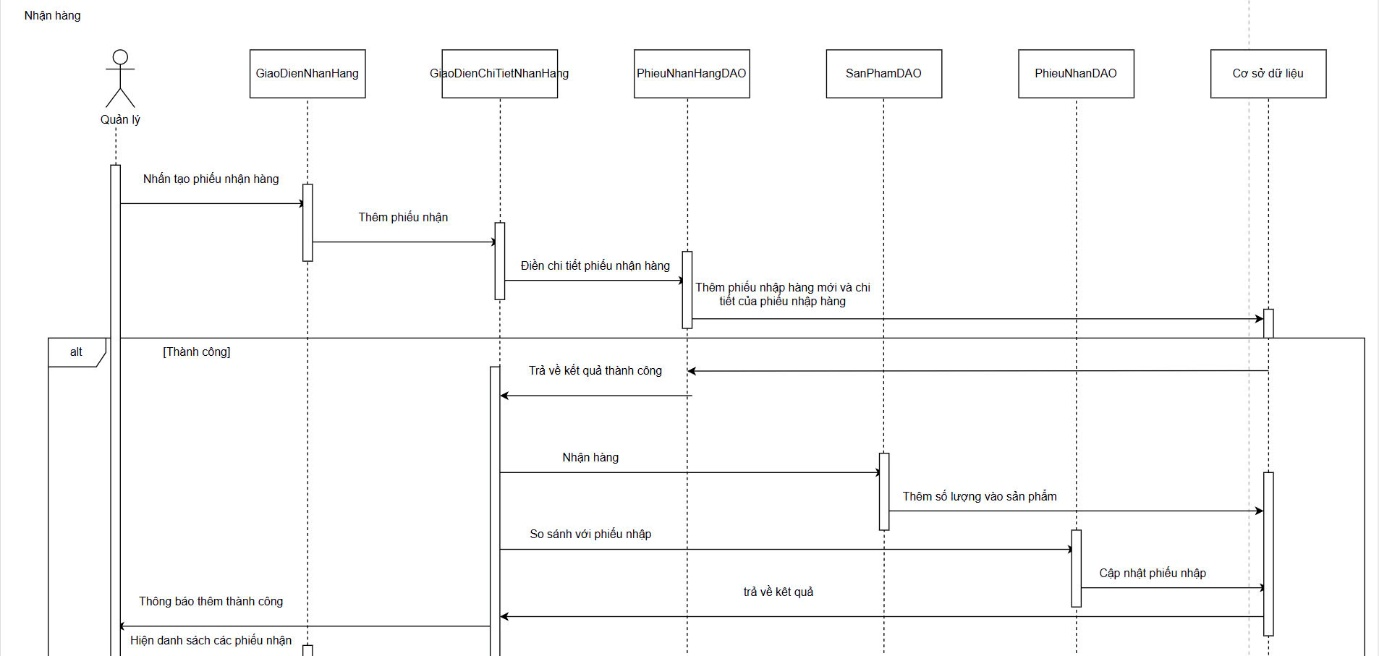 Nhận hàng
Quản lý
GiaoDienNhanHang
GiaoDienChiTietNhanHang
PhieuNhanHangDAO
SanPhamDAO
PhieuNhanDAO
Cơ sở dữ liệu
Nhấn tạo phiếu nhận hàng
Thêm phiếu nhận
Điền chi tiết phiếu nhận hàng
Thêm phiếu nhập hàng mới và chi
tiết của phiếu nhập hàng
alt
[Thành công]
Trả về kết quả thành công
Nhận hàng
Thêm số lượng vào sản phẩm
So sánh với phiếu nhập
Cập nhật phiếu nhập
trả về kêt quả
Thông báo thêm thành công
Hiện danh sách các phiếu nhận